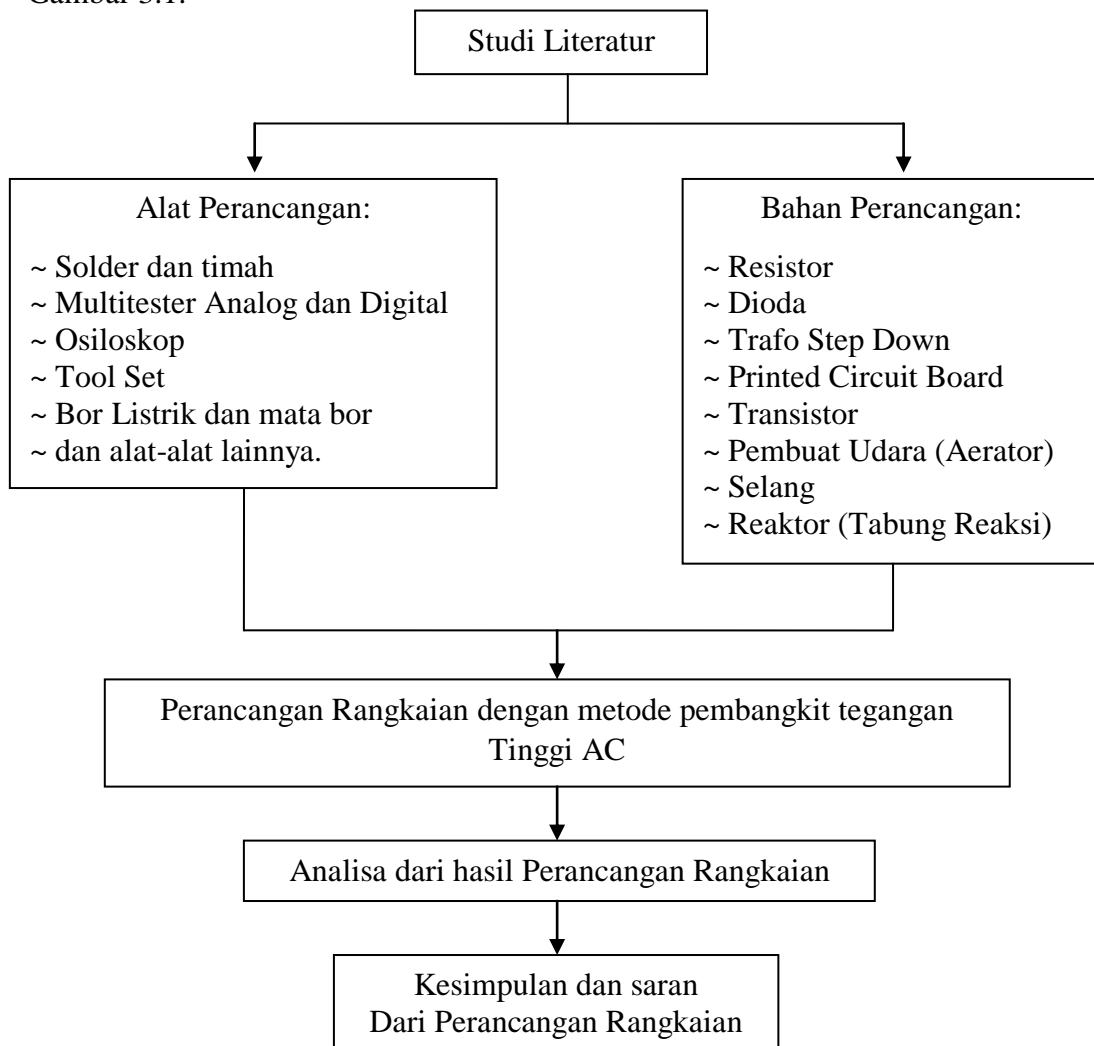 Gambar 3.1.
Studi Literatur
Alat Perancangan:
~ Solder dan timah
~ Multitester Analog dan Digital
~ Osiloskop
~ Tool Set
~ Bor Listrik dan mata bor
~ dan alat-alat lainnya.
Bahan Perancangan:
~ Resistor
~ Dioda
~ Trafo Step Down
~ Printed Circuit Board
~ Transistor
~ Pembuat Udara (Aerator)
~ Selang
~ Reaktor (Tabung Reaksi)
Perancangan Rangkaian dengan metode pembangkit tegangan
Tinggi AC
Analisa dari hasil Perancangan Rangkaian
Kesimpulan dan saran
Dari Perancangan Rangkaian